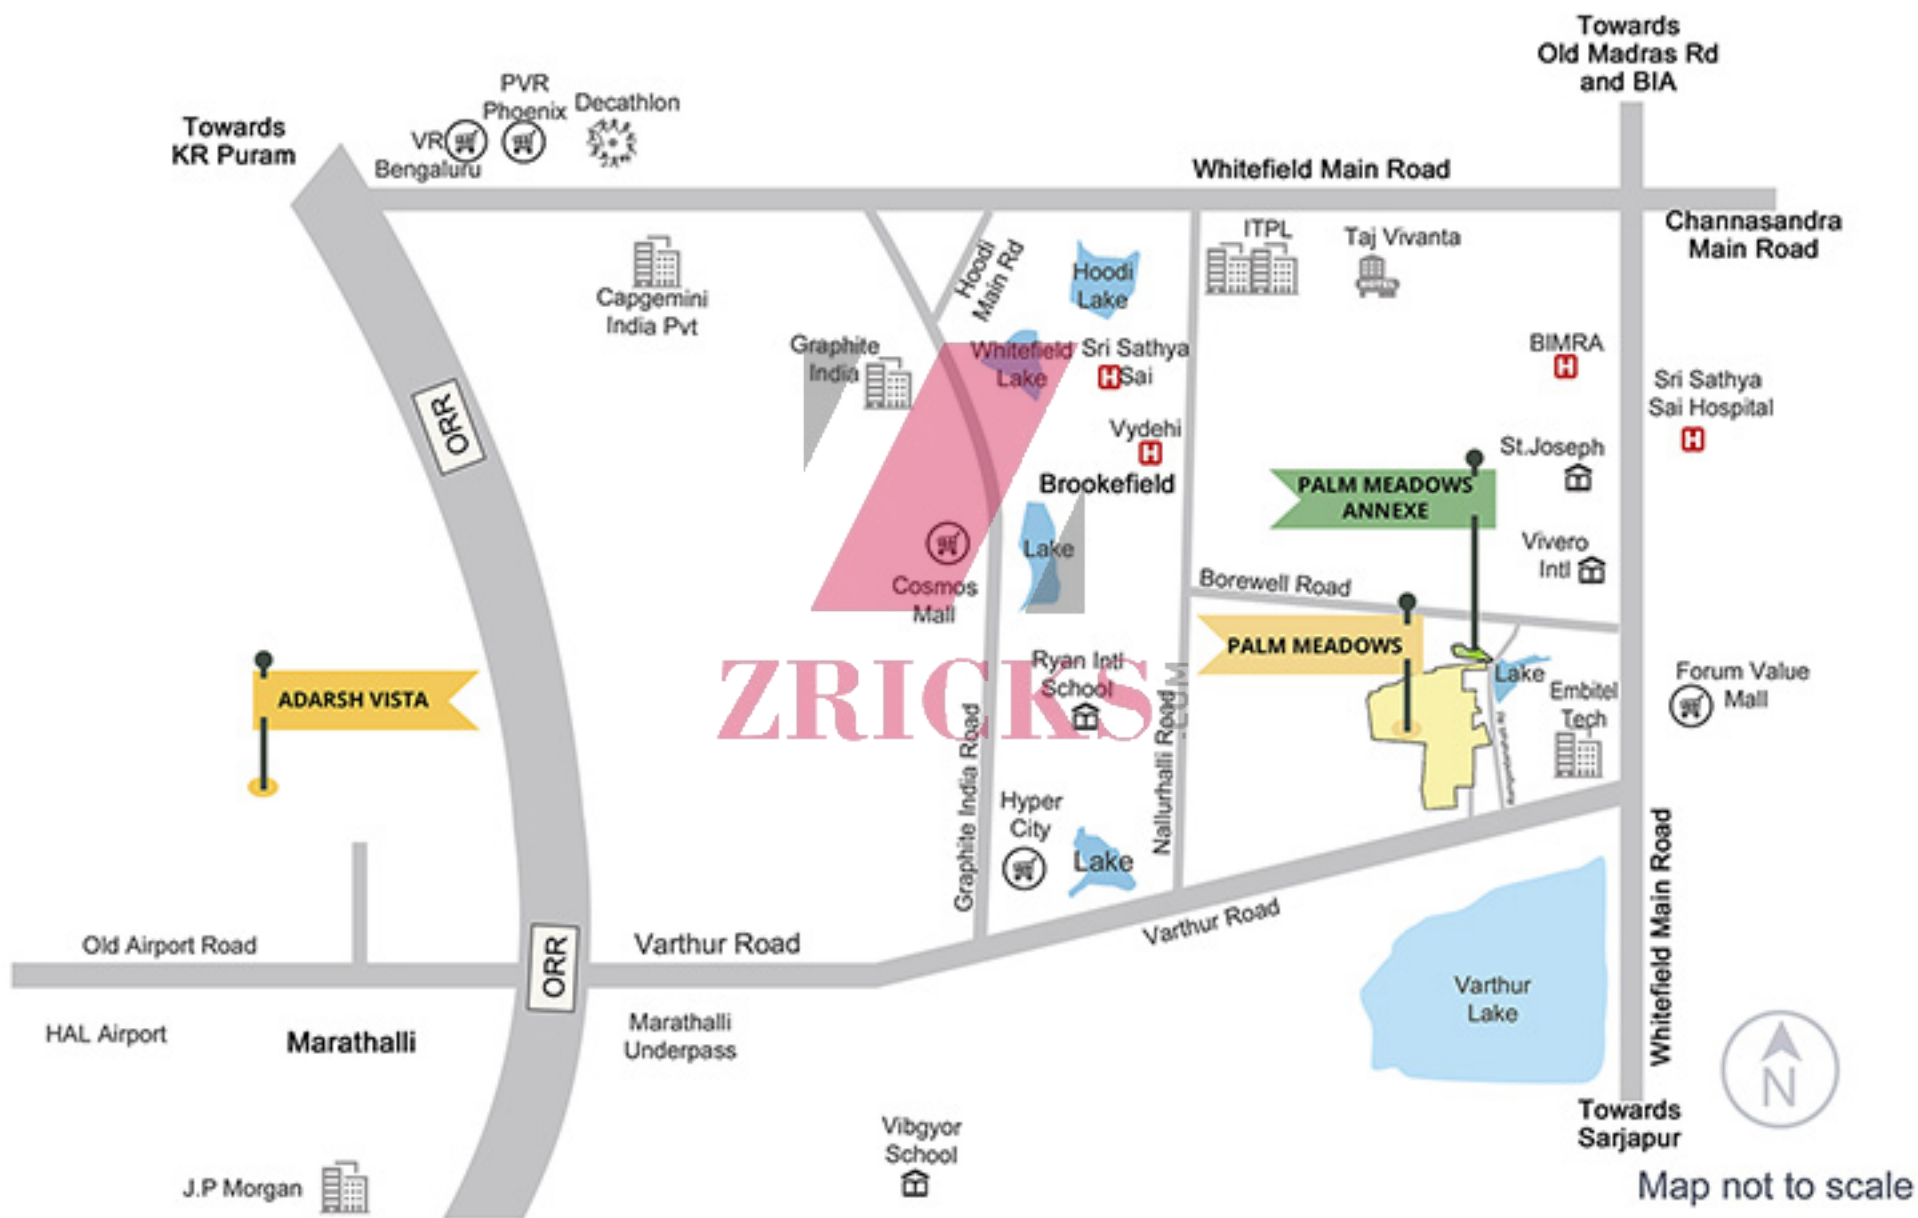 Towards
Old Madras Rd
and BIA
PVR
Phoenix
Decathlon
VR
Bengaluru
Towards
KR Puram
Whitefield Main Road
Channasandra
Main Road
ITPL
Taj Vivanta
HOTEL
Hoodi
Main Rd
Hoodi
Lake
Capgemini
India Pvt
Graphite
India
Whitefield
Lake
Sri Sathya
Sai
H
BIMRA
H
Sri Sathya
Sai Hospital
H
ORR
Vydehi
H
Brookefield
St.Joseph
PALM MEADOWS
ANNEXE
Lake
Vivero
Intl
Cosmos
Mall
Borewell Road
PALM MEADOWS
Ryan Intl
School
ZRICKS
.COM
Lake
Embitel
Tech
Forum Value
Mall
ADARSH VISTA
Graphite India Road
Nallurhalli Road
Hyper
City
Lake
Varthur Road
Old Airport Road
ORR
Varthur Road
Whitefield Main Road
Varthur
Lake
HAL Airport
Marathalli
Marathalli
Underpass
N
Towards
Sarjapur
Vibgyor
School
J.P Morgan
Map not to scale